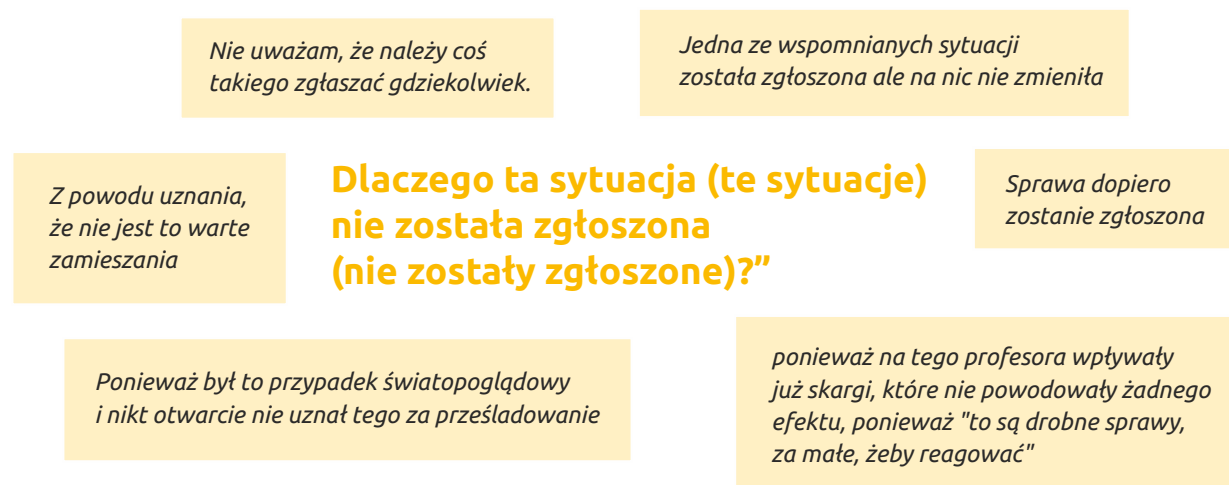 Nie uważam, że należy coś
takiego zgłaszać gdziekolwiek.
Jedna ze wspomnianych sytuacji
została zgłoszona ale na nic nie zmieniła
Z powodu uznania,
że nie jest to warte
zamieszania
Dlaczego ta sytuacja (te sytuacje)
nie została zgłoszona
(nie zostały zgłoszone)?”
Sprawa dopiero
zostanie zgłoszona
Ponieważ był to przypadek światopoglądowy
i nikt otwarcie nie uznał tego za prześladowanie
ponieważ na tego profesora wpływały
już skargi, które nie powodowały żadnego
efektu, ponieważ "to są drobne sprawy,
za małe, żeby reagować"